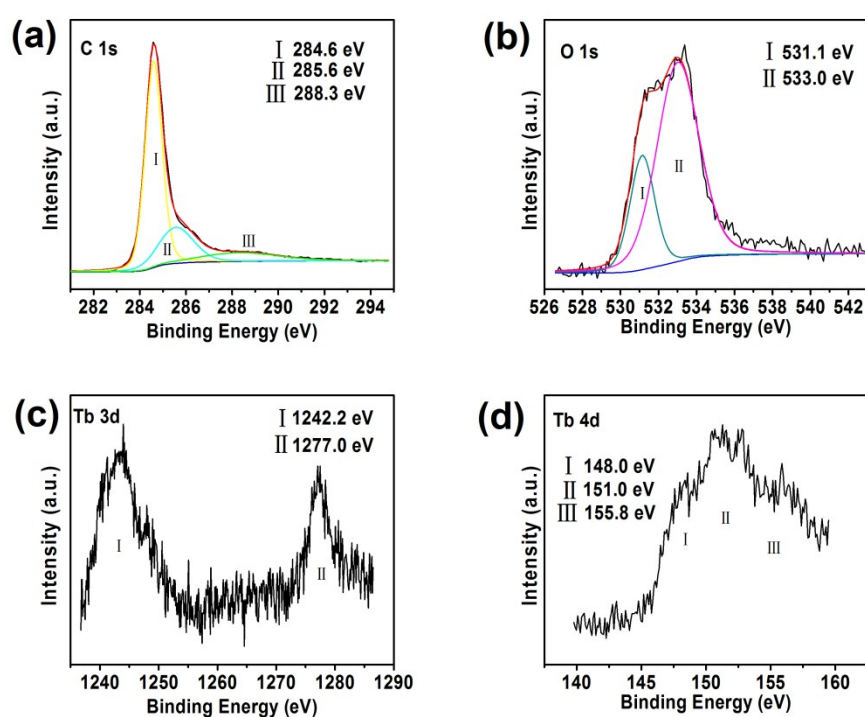 (a)
C 1s
Ⅰ 284.6 eV
Ⅱ 285.6 eV
Ⅲ 288.3 eV
Ⅰ
Ⅱ
Ⅲ
Intensity (a.u.)
282 284 286 288 290 292 294
Binding Energy (eV)
(b)
O 1s
Ⅰ 531.1 eV
Ⅱ 533.0 eV
Ⅰ
Ⅱ
Intensity (a.u.)
526 528 530 532 534 536 538 540 542
Binding Energy (eV)
(c)
Tb 3d
Ⅰ 1242.2 eV
Ⅱ 1277.0 eV
Ⅰ
Ⅱ
Intensity (a.u.)
1240 1250 1260 1270 1280 1290
Binding Energy (eV)
(d)
Tb 4d
Ⅰ 148.0 eV
Ⅱ 151.0 eV
Ⅲ 155.8 eV
Ⅰ
Ⅱ
Ⅲ
Intensity (a.u.)
140 145 150 155 160
Binding Energy (eV)